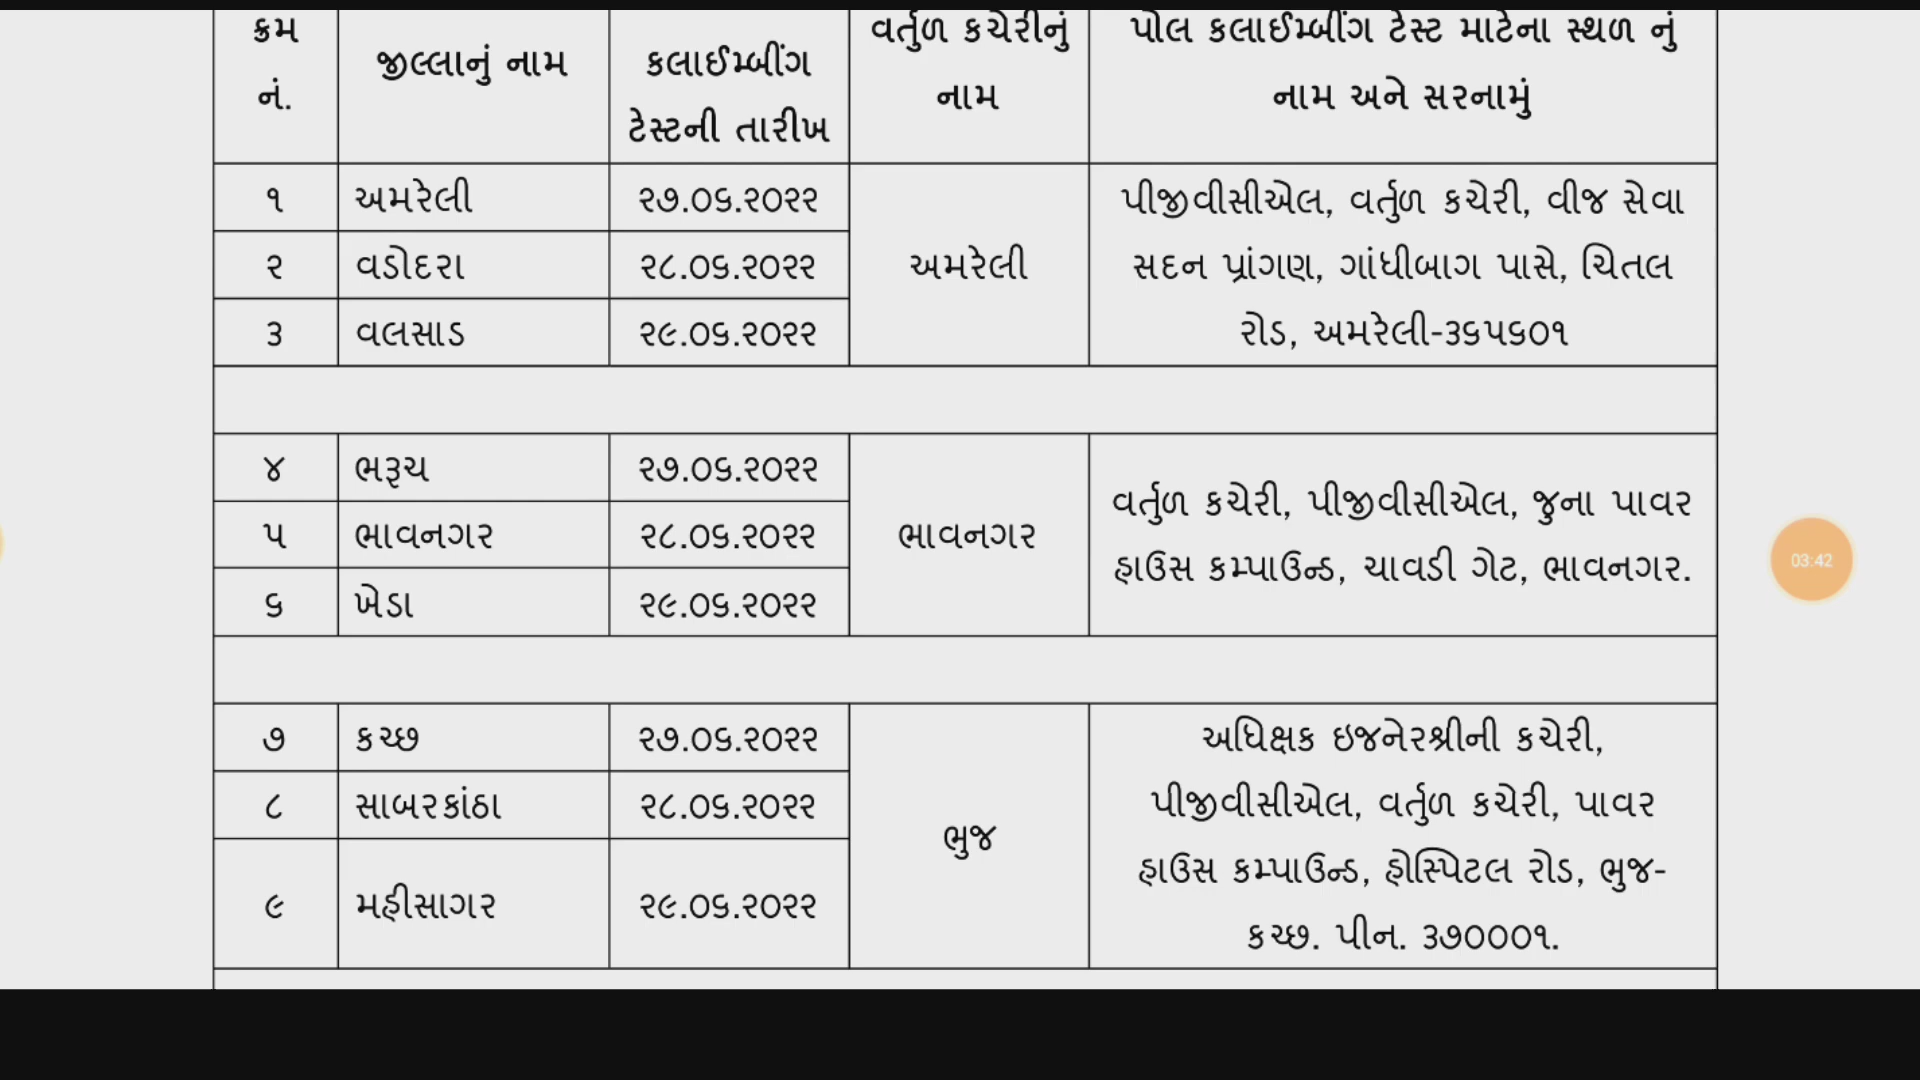 ક્રમ નં.
જીલ્લાનું નામ
કલાઈમ્બીંગ ટેસ્ટની તારીખ
વર્તુળ કચેરીનું નામ
પોલ કલાઈમ્બીંગ ટેસ્ટ માટેના સ્થળ નું નામ અને સરનામું
૧ અમરેલી ૨૭.૦૬.૨૦૨૨
૨ વડોદરા ૨૮.૦૬.૨૦૨૨
૩ વલસાડ ૨૯.૦૬.૨૦૨૨
અમરેલી
પીજીવીસીએલ, વર્તુળ કચેરી, વીજ સેવા
સદન પ્રાંગણ, ગાંધીબાગ પાસે, ચિતલ
રોડ, અમરેલી-૩૬૫૬૦૧
૪ ભરૂચ ૨૭.૦૬.૨૦૨૨
૫ ભાવનગર ૨૮.૦૬.૨૦૨૨
૬ ખેડા ૨૯.૦૬.૨૦૨૨
ભાવનગર
વર્તુળ કચેરી, પીજીવીસીએલ, જુના પાવર
હાઉસ કમ્પાઉન્ડ, ચાવડી ગેટ, ભાવનગર.
૭ કચ્છ ૨૭.૦૬.૨૦૨૨
૮ સાબરકાંઠા ૨૮.૦૬.૨૦૨૨
૯ મહીસાગર ૨૯.૦૬.૨૦૨૨
ભુજ
અધિક્ષક ઇજનેરશ્રીની કચેરી,
પીજીવીસીએલ, વર્તુળ કચેરી, પાવર
હાઉસ કમ્પાઉન્ડ, હોસ્પિટલ રોડ, ભુજ-
કચ્છ. પીન. ૩૭૦૦૦૧.
03:42